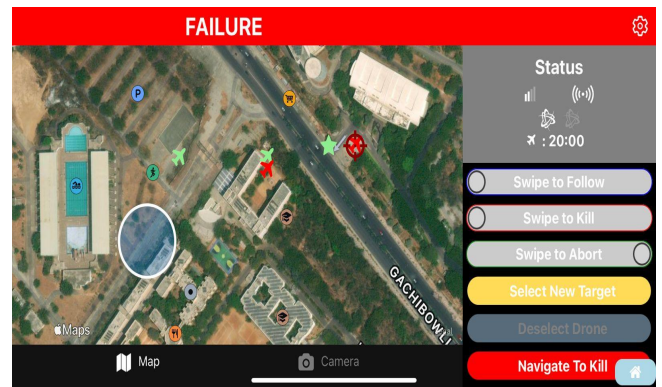 FAILURE
Status
: 20:00
P
Swipe to Follow
Swipe to Kill
Swipe to Abort
Select New Target
GACHIBOWLI
Maps
al
Deselect Drone
Map
Camera
Navigate To Kill